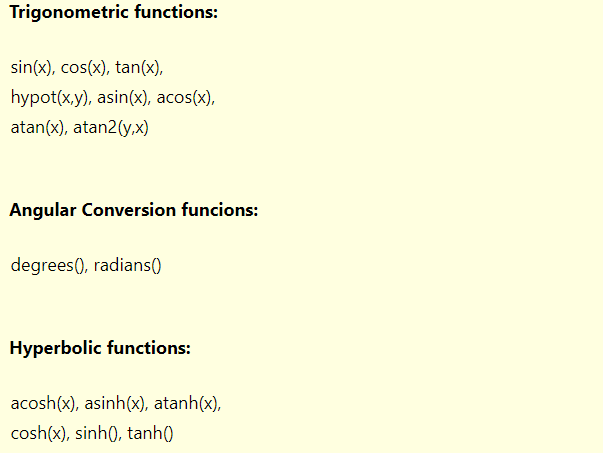 Trigonometric functions:
sin(x), cos(x), tan(x),
hypot(x,y), asin(x), acos(x),
atan(x), atan2(y,x)
Angular Conversion funcions:
degrees(), radians()
Hyperbolic functions:
acosh(x), asinh(x), atanh(x),
cosh(x), sinh(), tanh()